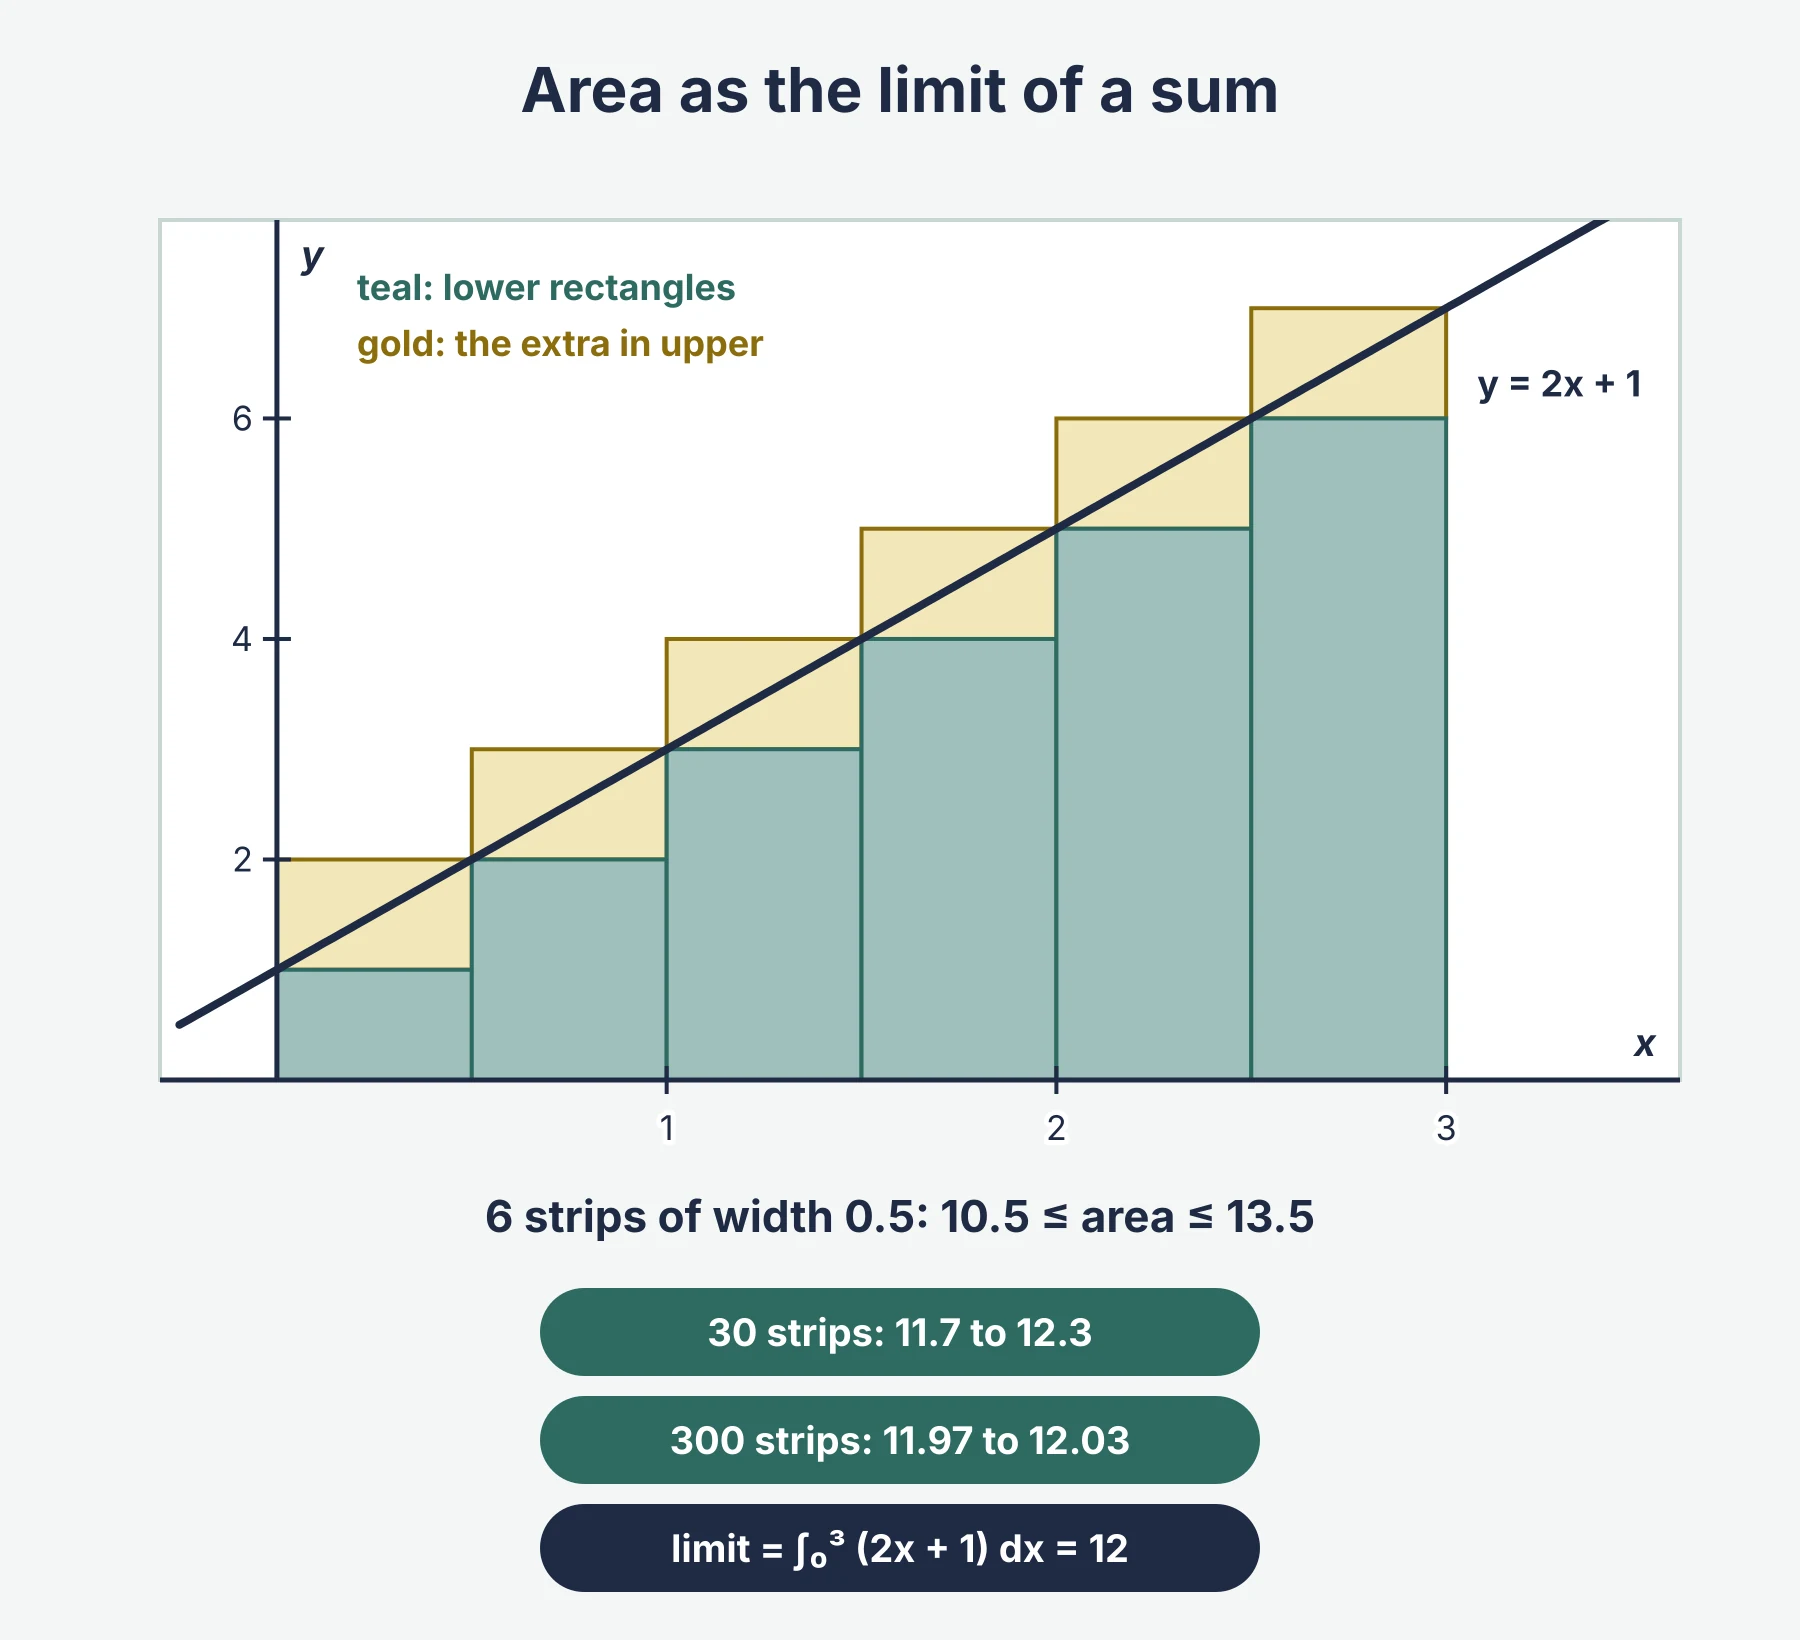 Area as the limit of a sum
y
teal: lower rectangles
gold: the extra in upper
y = 2x + 1
6
4
2
x
1 2 3
6 strips of width 0.5: 10.5 ≤ area ≤ 13.5
30 strips: 11.7 to 12.3
300 strips: 11.97 to 12.03
limit = ∫₀³ (2x + 1) dx = 12